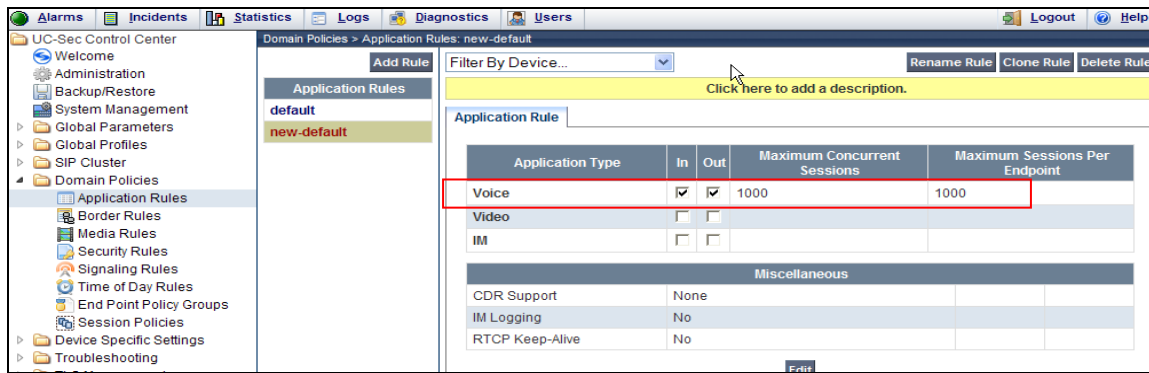 Alarms Incidents Statistics Logs Diagnostics Users Logout Help
UC-Sec Control Center
Welcome
Administration
Backup/Restore
System Management
Global Parameters
Global Profiles
SIP Cluster
Domain Policies
Application Rules
Border Rules
Media Rules
Security Rules
Signaling Rules
Time of Day Rules
End Point Policy Groups
Session Policies
Device Specific Settings
Troubleshooting
Domain Policies > Application Rules: new-default
Add Rule
Application Rules
default
new-default
Filter By Device...
Rename Rule Clone Rule Delete Rule
Click here to add a description.
Application Rule
Application Type In Out Maximum Concurrent Sessions Maximum Sessions Per Endpoint
Voice 1000 1000
Video
IM
Miscellaneous
CDR Support None
IM Logging No
RTCP Keep-Alive No
Edit